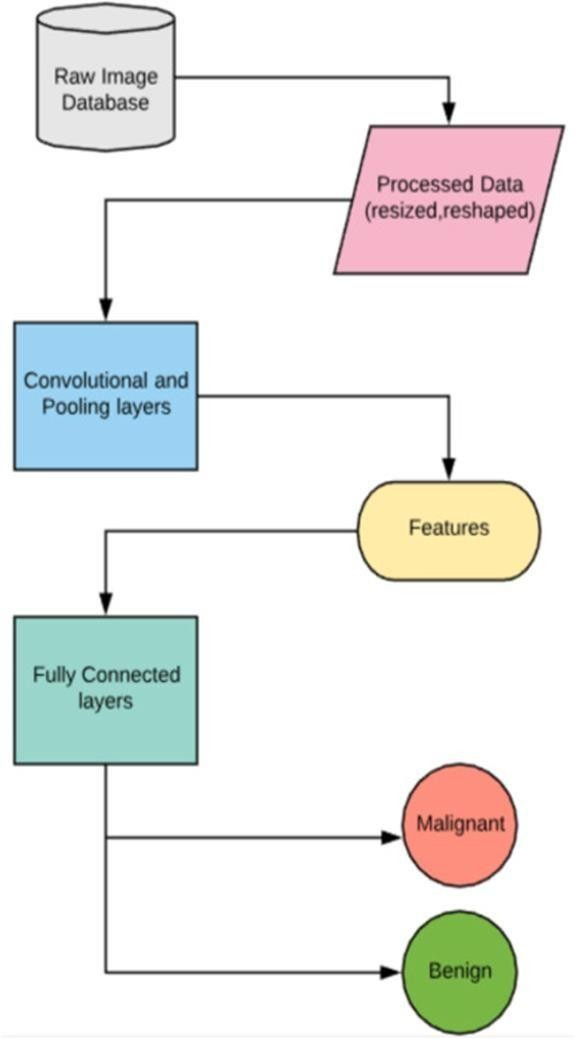 Raw Image
Database
Processed Data
(resized,reshaped)
Convolutional and
Pooling layers
Features
Fully Connected
layers
Malignant
Benign